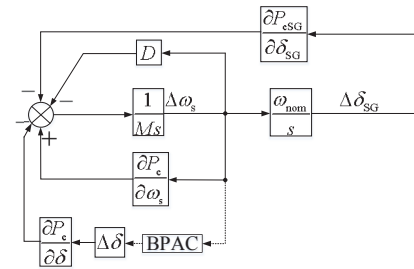 ∂P_eSG
∂δ_SG
D
−
−
−
+
1
Ms
Δω_s
ω_nom
s
Δδ_SG
∂P_e
∂ω_s
∂P_e
∂δ
Δδ
BPAC